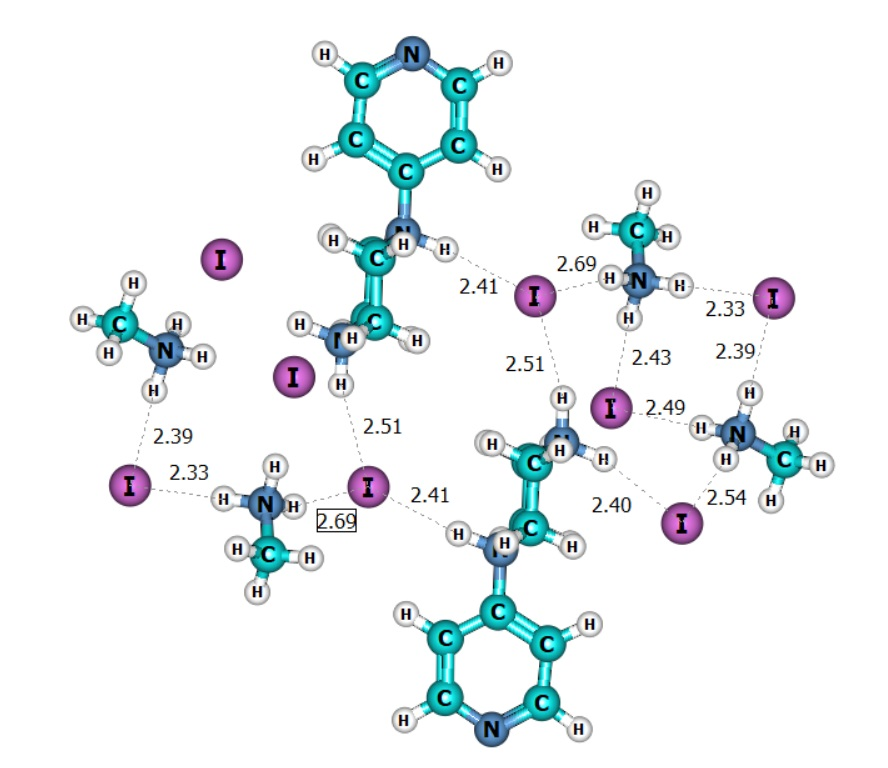 H N H
C C
C C
H C H
H
N H C H
H H H
I C 2.69
H H N H
2.41 I I
2.33
H C H H C H
H N H N H H
2.43 2.39
2.51
I H H H H
I 2.49
2.39 2.51 H N H H N H
C H H C H
2.33 H
I I 2.41 2.54 H
H N H 2.40
2.69 C I
H H H
N
H C H
H
H C H
C C
C C
H N H